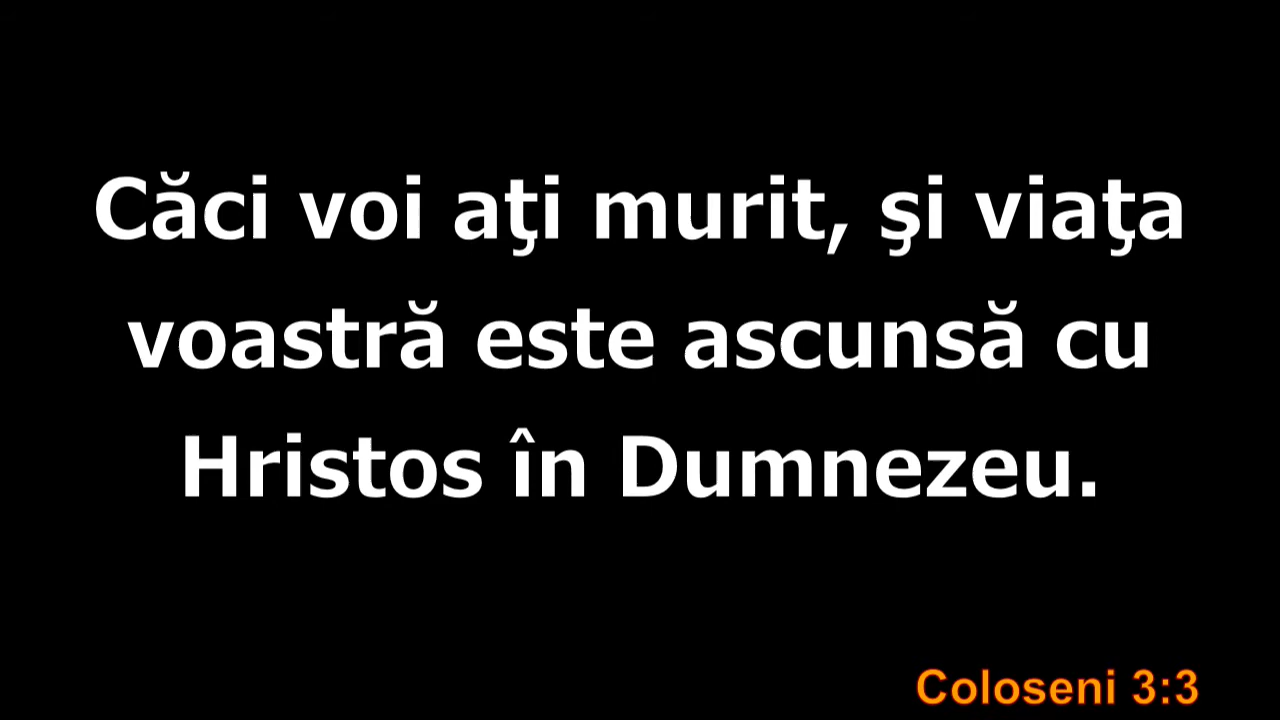 Căci voi aţi murit, şi viaţa
voastră este ascunsă cu
Hristos în Dumnezeu.
Coloseni 3:3